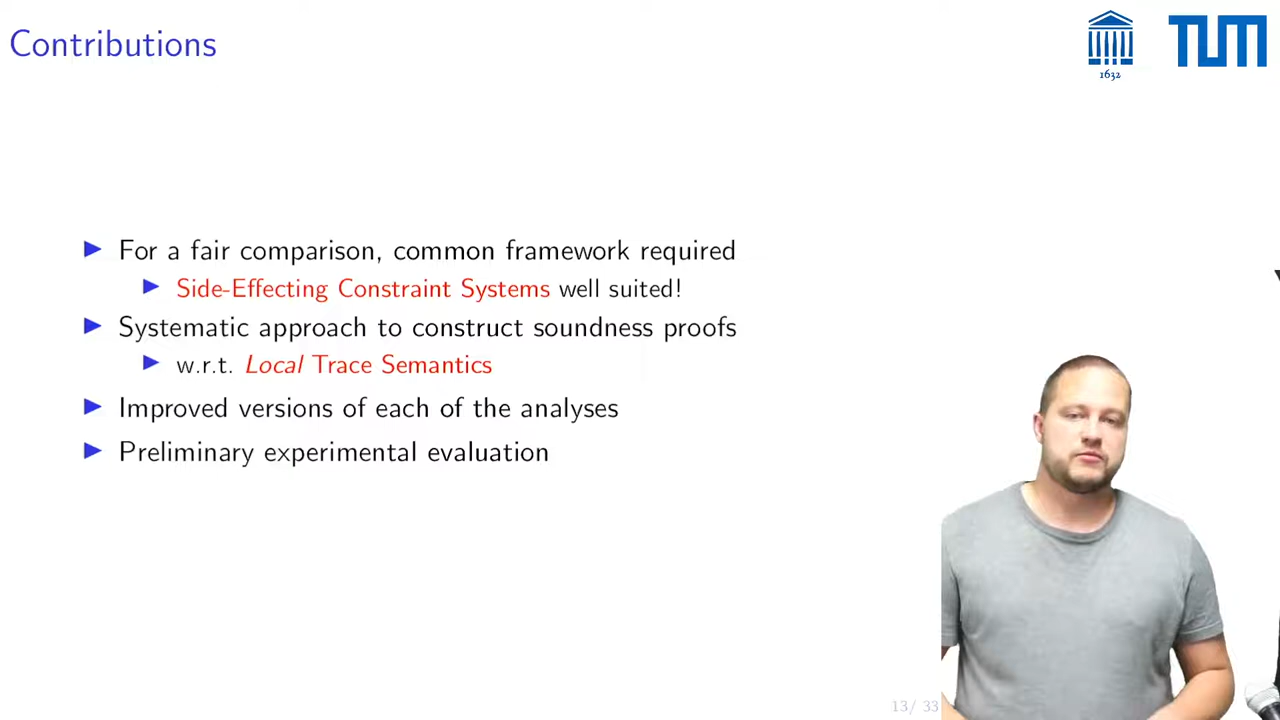 Contributions
1632
TUM
For a fair comparison, common framework required
Side-Effecting Constraint Systems well suited!
Systematic approach to construct soundness proofs
w.r.t. Local Trace Semantics
Improved versions of each of the analyses
Preliminary experimental evaluation
13/ 33